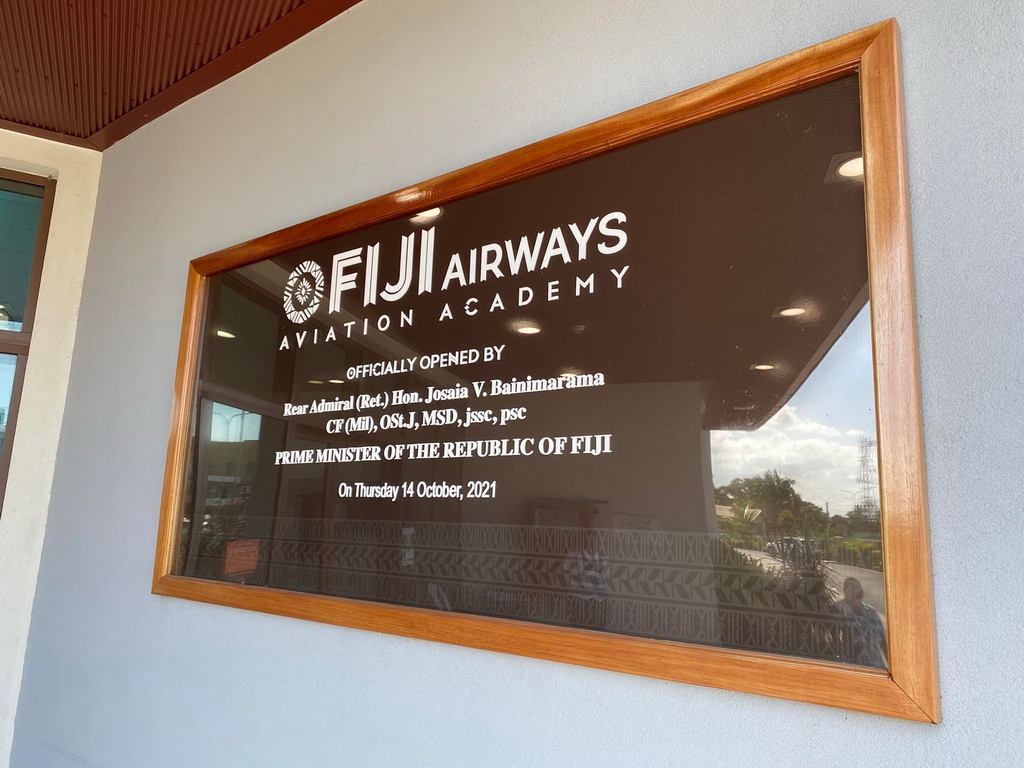 FIJI AIRWAYS
AVIATION ACADEMY
OFFICIALLY OPENED BY
Rear Admiral (Ret.) Hon. Josaia V. Bainimarama
CF (Mil), OSt.J, MSD, jssc, psc
PRIME MINISTER OF THE REPUBLIC OF FIJI
On Thursday 14 October, 2021